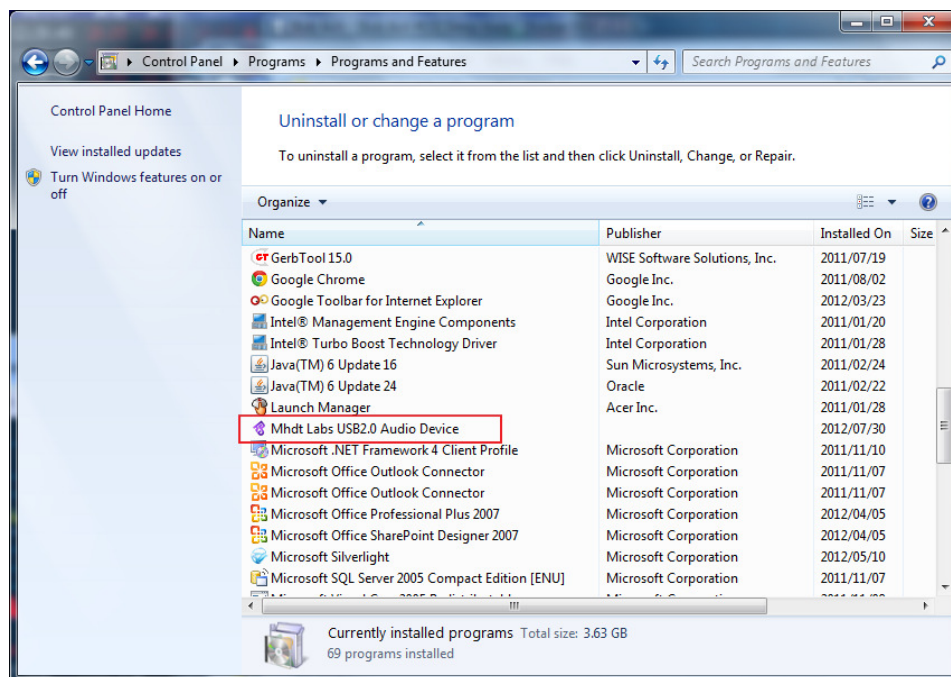 Control Panel ▸ Programs ▸ Programs and Features
Search Programs and Features
Control Panel Home
View installed updates
Turn Windows features on or
off
Uninstall or change a program
To uninstall a program, select it from the list and then click Uninstall, Change, or Repair.
Organize
Name Publisher Installed On Size
GerbTool 15.0 WISE Software Solutions, Inc. 2011/07/19
Google Chrome Google Inc. 2011/08/02
Google Toolbar for Internet Explorer Google Inc. 2012/03/23
Intel® Management Engine Components Intel Corporation 2011/01/20
Intel® Turbo Boost Technology Driver Intel Corporation 2011/01/28
Java(TM) 6 Update 16 Sun Microsystems, Inc. 2011/02/24
Java(TM) 6 Update 24 Oracle 2011/02/22
Launch Manager Acer Inc. 2011/01/28
Mhdt Labs USB2.0 Audio Device 2012/07/30
Microsoft .NET Framework 4 Client Profile Microsoft Corporation 2011/11/10
Microsoft Office Outlook Connector Microsoft Corporation 2011/11/07
Microsoft Office Outlook Connector Microsoft Corporation 2011/11/07
Microsoft Office Professional Plus 2007 Microsoft Corporation 2012/04/05
Microsoft Office SharePoint Designer 2007 Microsoft Corporation 2012/04/05
Microsoft Silverlight Microsoft Corporation 2012/05/10
Microsoft SQL Server 2005 Compact Edition [ENU] Microsoft Corporation 2011/11/07
Currently installed programs Total size: 3.63 GB
69 programs installed